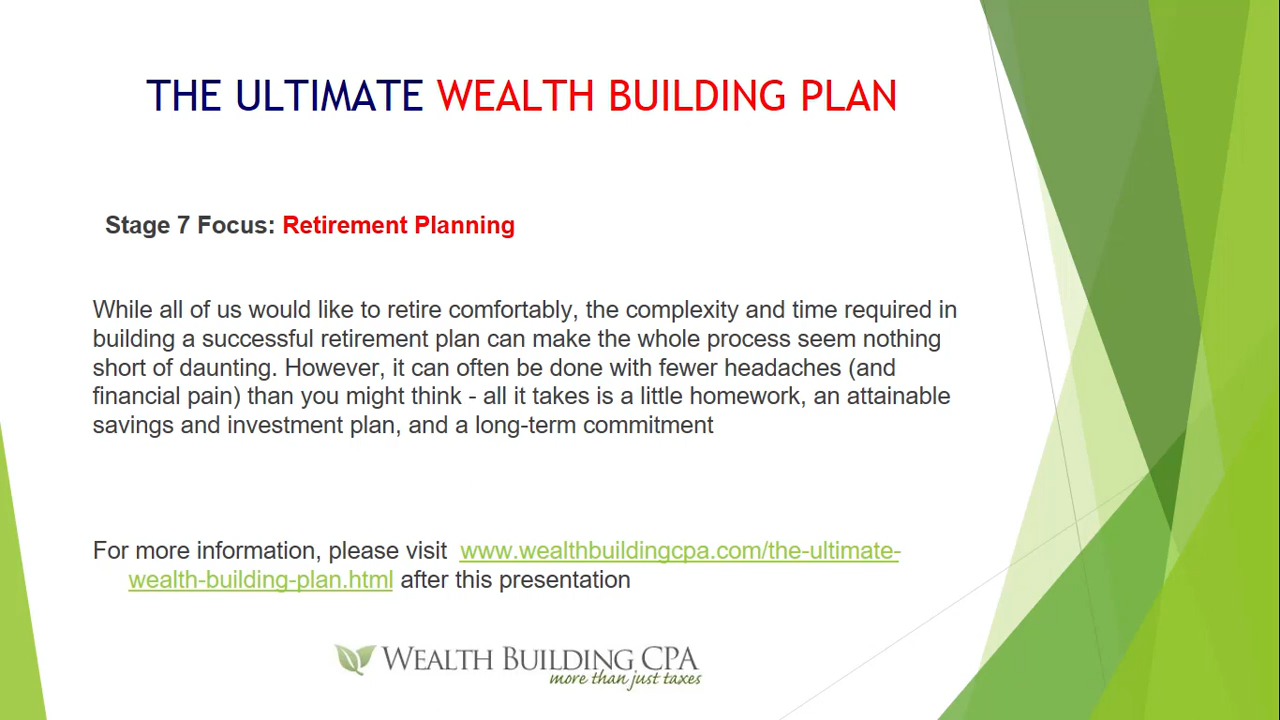 THE ULTIMATE WEALTH BUILDING PLAN
Stage 7 Focus: Retirement Planning
While all of us would like to retire comfortably, the complexity and time required in
building a successful retirement plan can make the whole process seem nothing
short of daunting. However, it can often be done with fewer headaches (and
financial pain) than you might think - all it takes is a little homework, an attainable
savings and investment plan, and a long-term commitment
For more information, please visit www.wealthbuildingcpa.com/the-ultimate-
wealth-building-plan.html after this presentation
WEALTH BUILDING CPA
more than just taxes